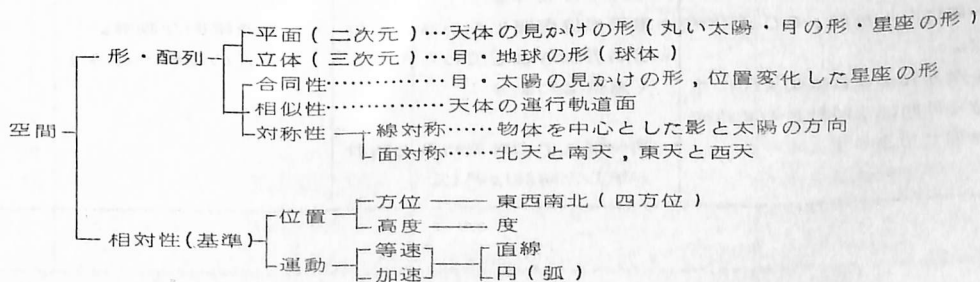 平面(二次元)…天体の見かけの形(丸い太陽・月の形・星座の形)
形・配列
立体(三次元)…月・地球の形(球体)
合同性……………月・太陽の見かけの形,位置変化した星座の形
相似性……………天体の運行軌道面
空間
対称性 線対称……物体を中心とした影と太陽の方向
面対称……北天と南天,東天と西天
位置 方位 東西南北(四方位)
高度 度
相対性(基準)
運動 等速 直線
加速 円(弧)